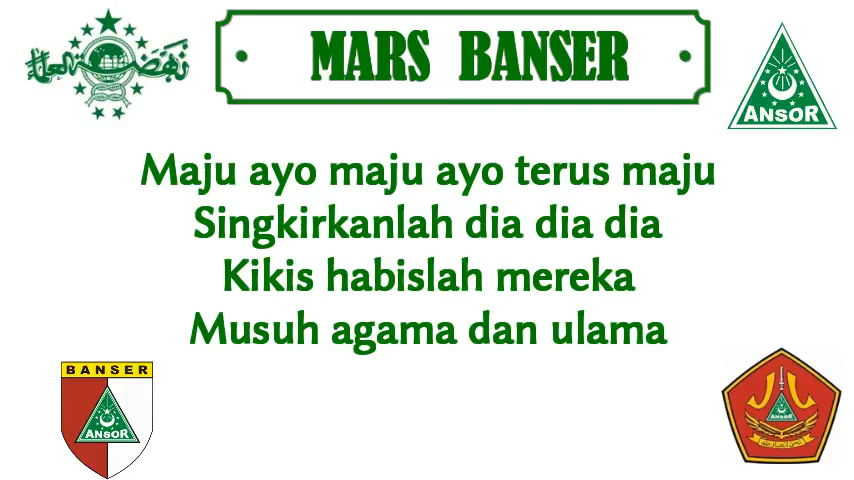 MARS BANSER
ANSOR
Maju ayo maju ayo terus maju
Singkirkanlah dia dia dia
Kikis habislah mereka
Musuh agama dan ulama
BANSER
ANSOR
ANSOR